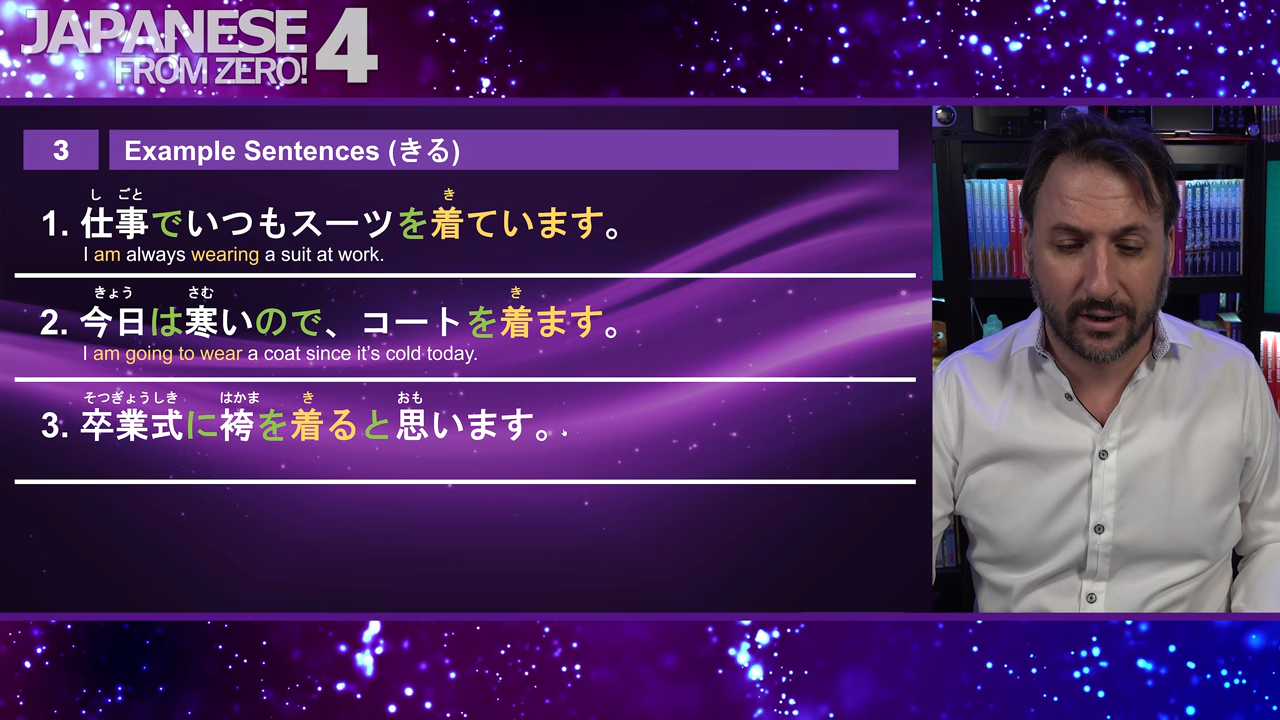 JAPANESE
FROM ZERO! 4
3 Example Sentences (きる)
し ごと き
1. 仕事でいつもスーツを着ています。
I am always wearing a suit at work.
きょう さむ き
2. 今日は寒いので、コートを着ます。
I am going to wear a coat since it's cold today.
そつぎょうしき はかま き おも
3. 卒業式に袴を着ると思います。